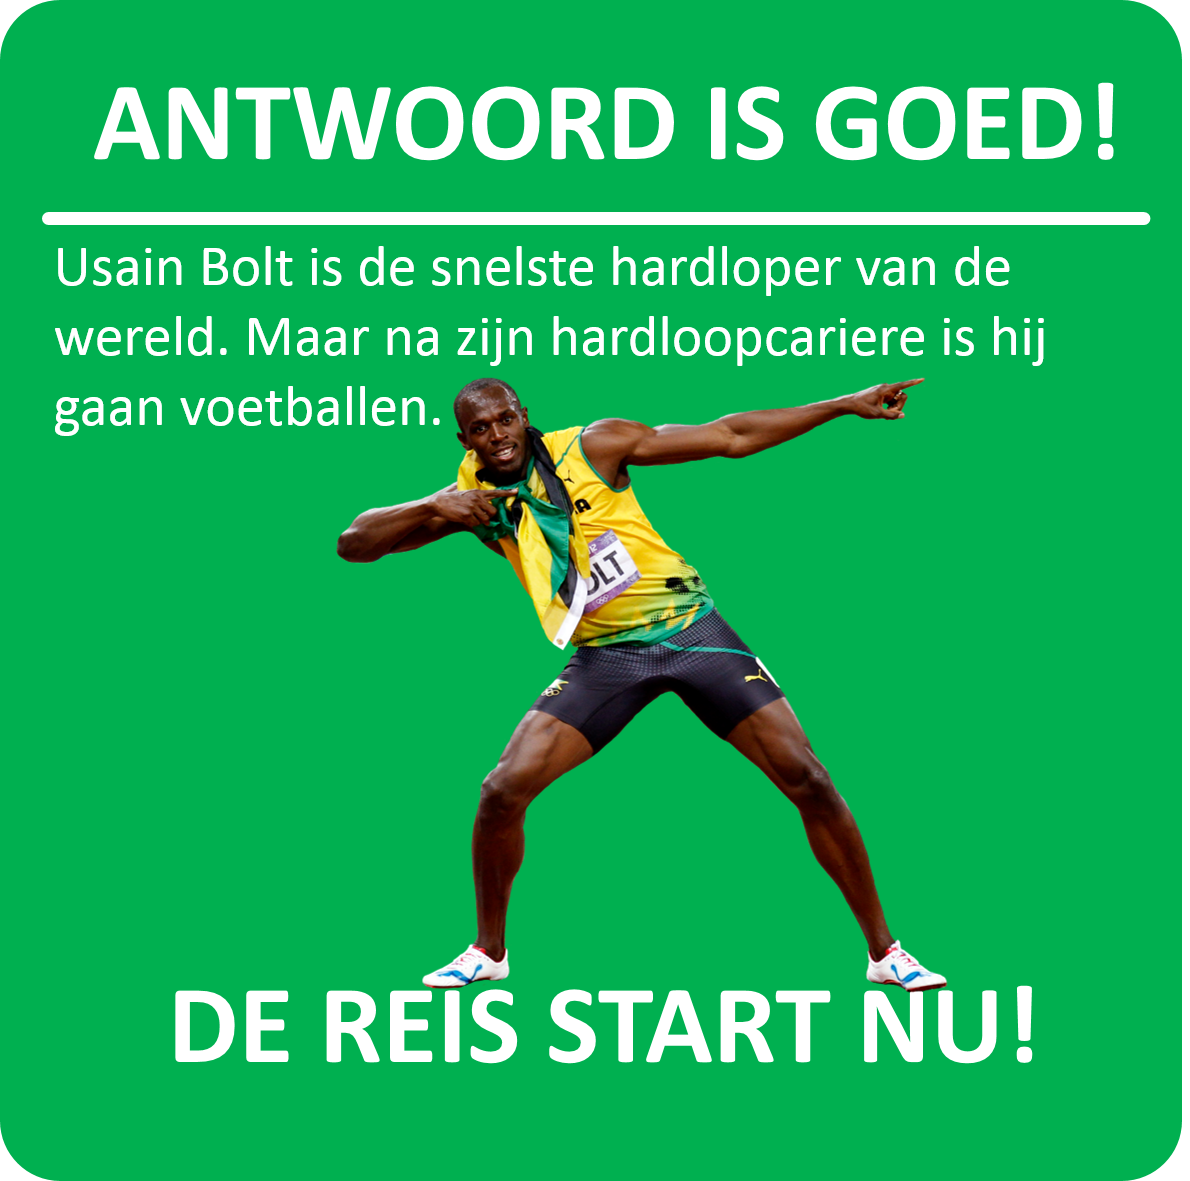 ANTWOORD IS GOED!
Usain Bolt is de snelste hardloper van de
wereld. Maar na zijn hardloopcariere is hij
gaan voetballen.
DE REIS START NU!